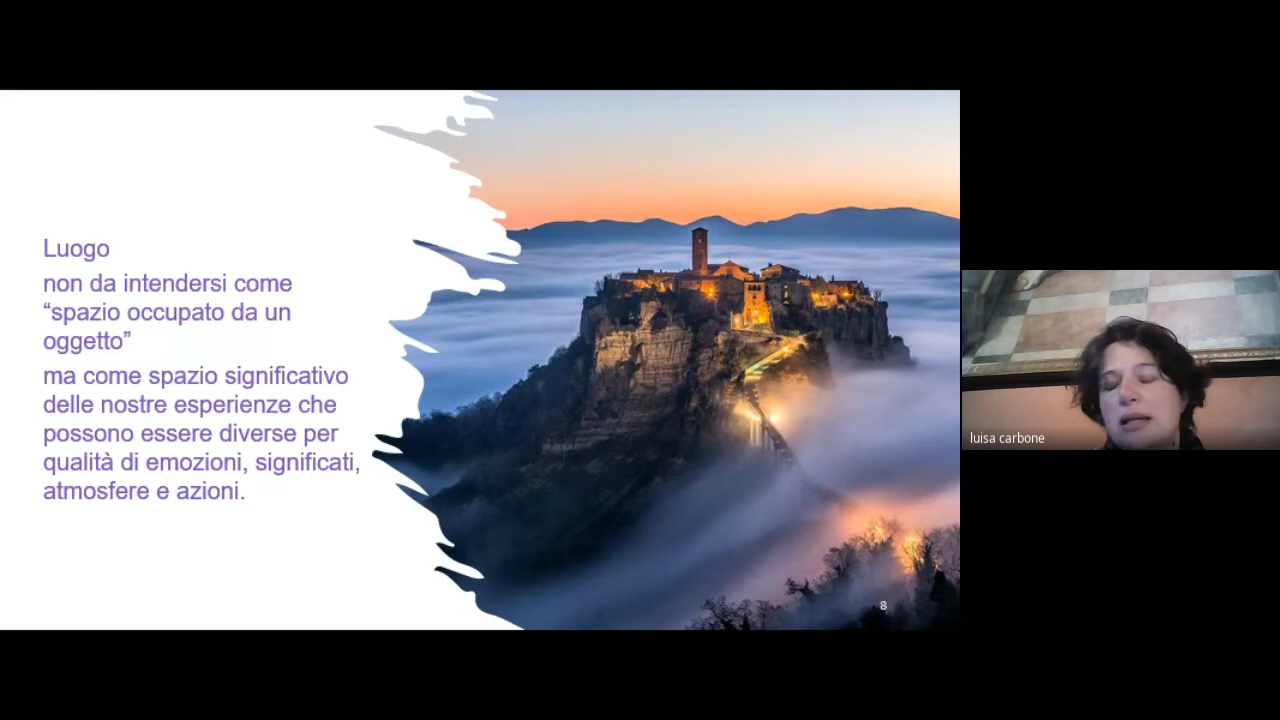 Luogo
non da intendersi come
“spazio occupato da un
oggetto”
ma come spazio significativo
delle nostre esperienze che
possono essere diverse per
qualità di emozioni, significati,
atmosfere e azioni.
8
luisa carbone